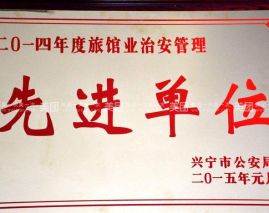 二〇一四年度旅馆业治安管理
先进单位
兴宁市公安局
二〇一五年元月